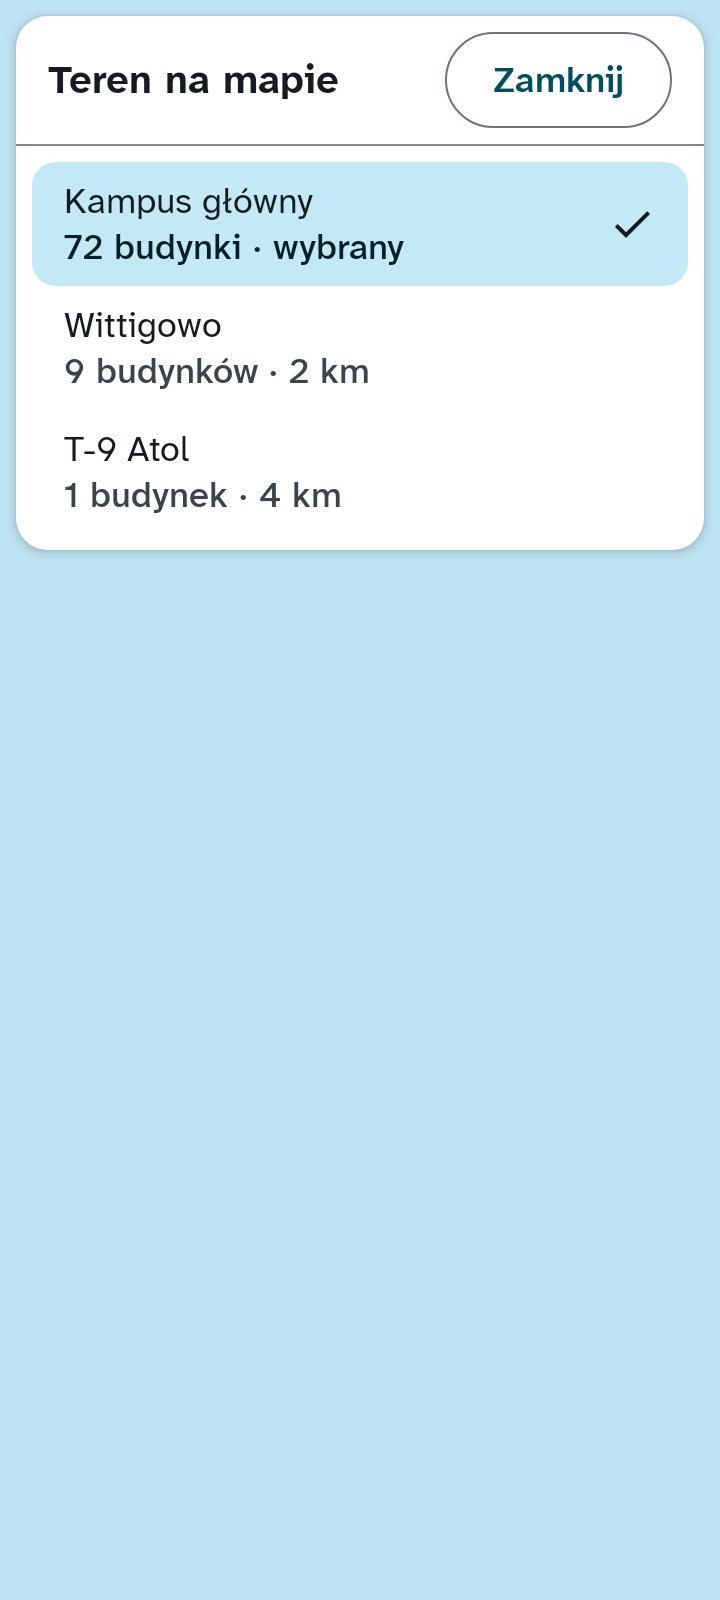 Teren na mapie
Zamknij
Kampus główny
72 budynki · wybrany
Wittigowo
9 budynków · 2 km
T-9 Atol
1 budynek · 4 km